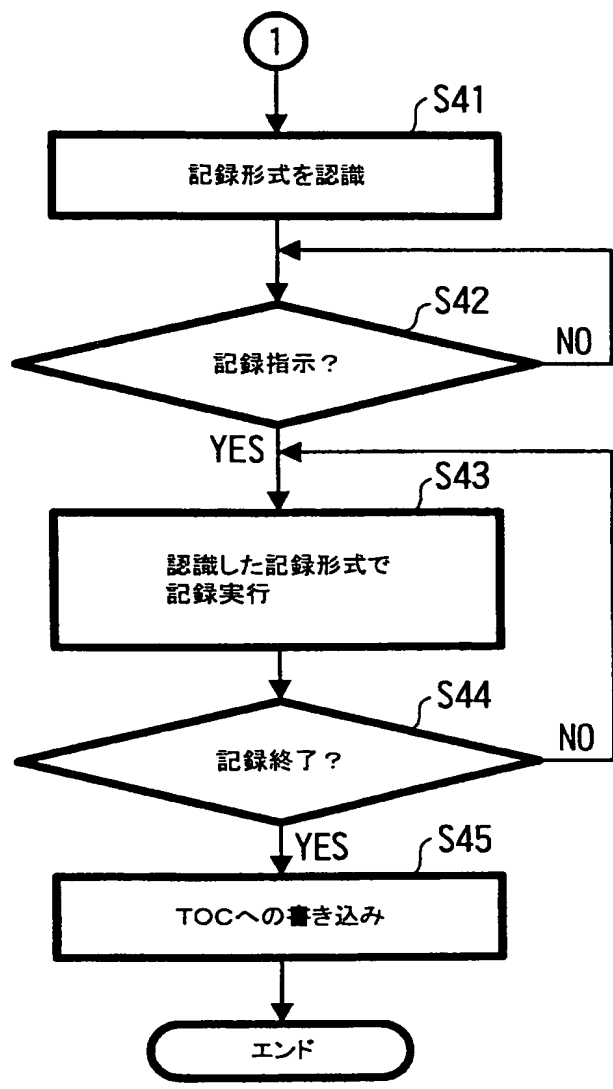 1
S41
記録形式を認識
S42
記録指示?
NO
YES
S43
認識した記録形式で
記録実行
S44
記録終了?
NO
YES
S45
TOCへの書き込み
エンド